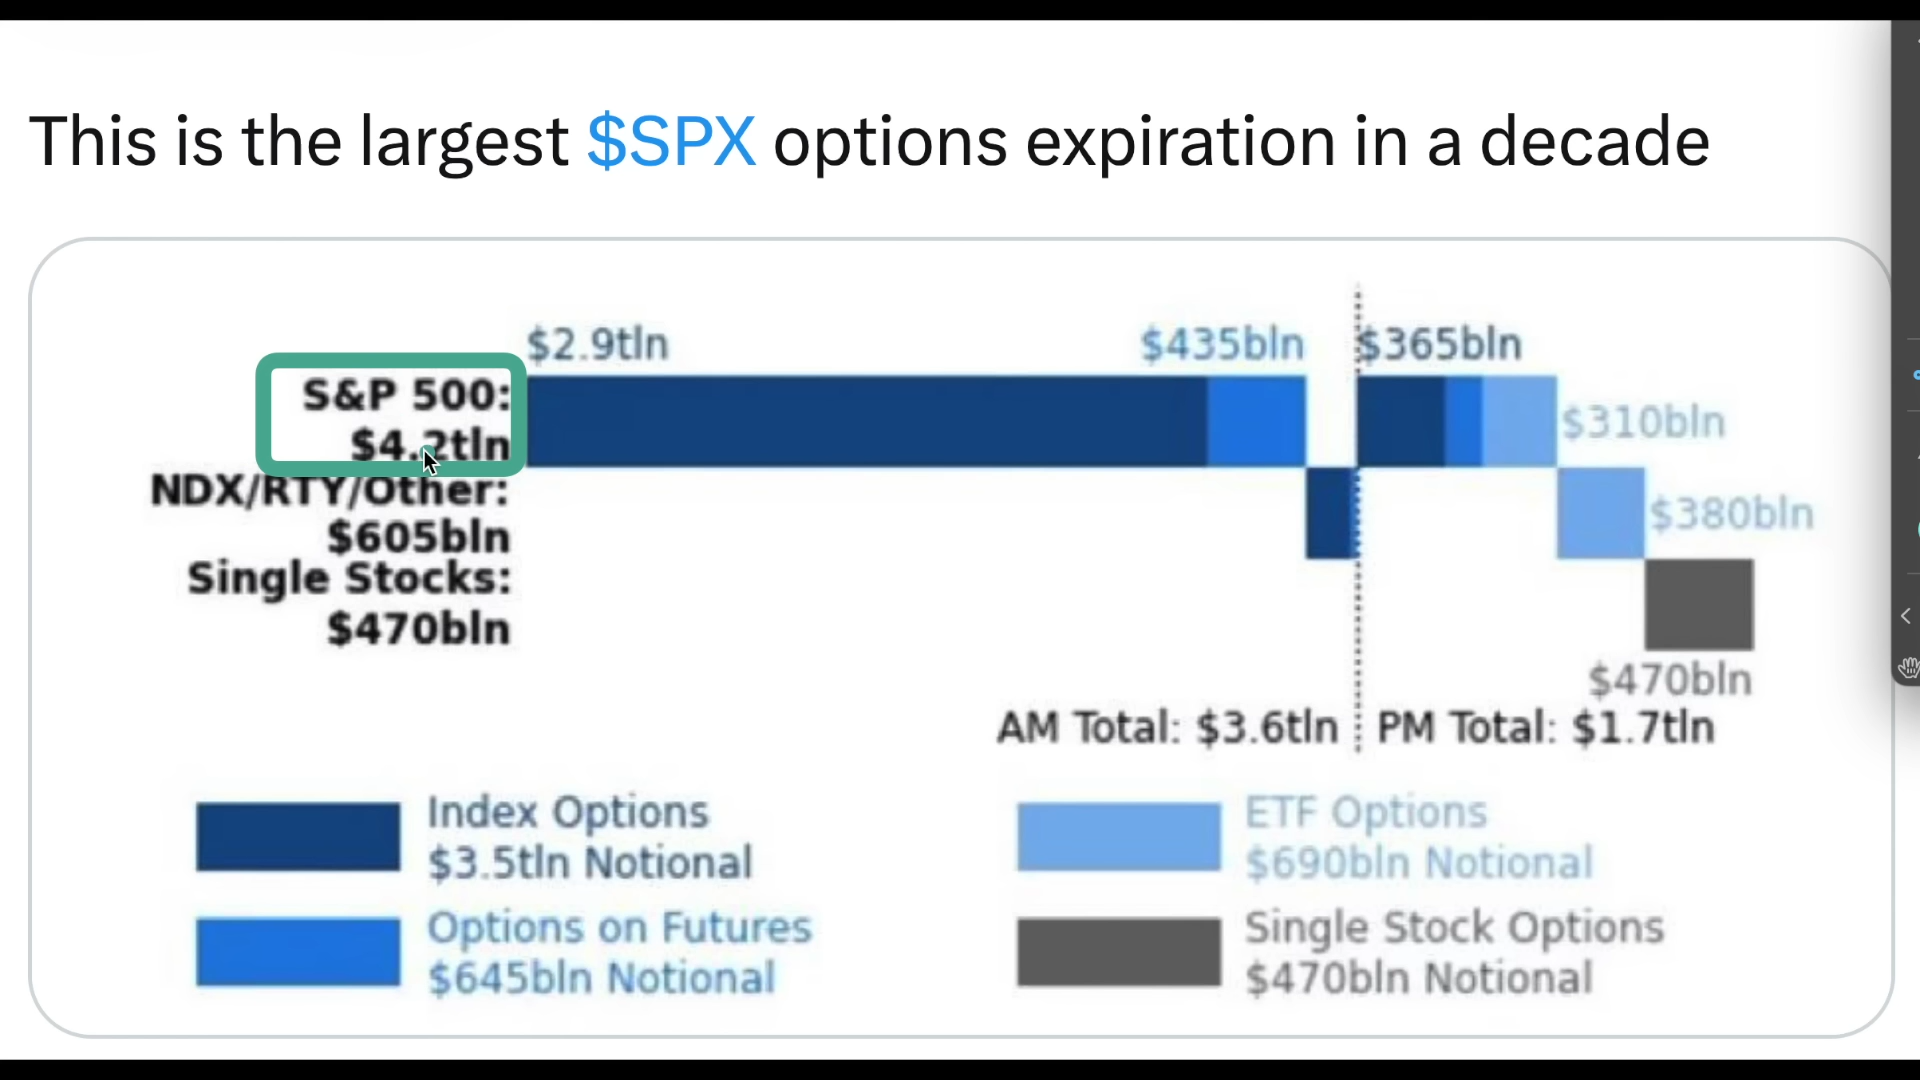 This is the largest $SPX options expiration in a decade
$2.9tln
$435bln
$365bln
S&P 500:
$4.2tln
$310bln
NDX/RTY/Other:
$605bln
$380bln
Single Stocks:
$470bln
$470bln
AM Total: $3.6tln
PM Total: $1.7tln
Index Options
$3.5tln Notional
ETF Options
$690bln Notional
Options on Futures
$645bln Notional
Single Stock Options
$470bln Notional